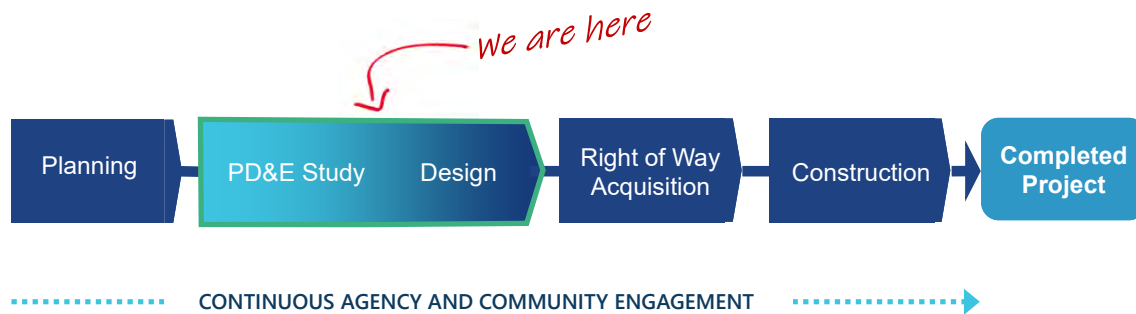 We are here
Planning
PD&E Study
Design
Right of Way
Acquisition
Construction
Completed
Project
CONTINUOUS AGENCY AND COMMUNITY ENGAGEMENT